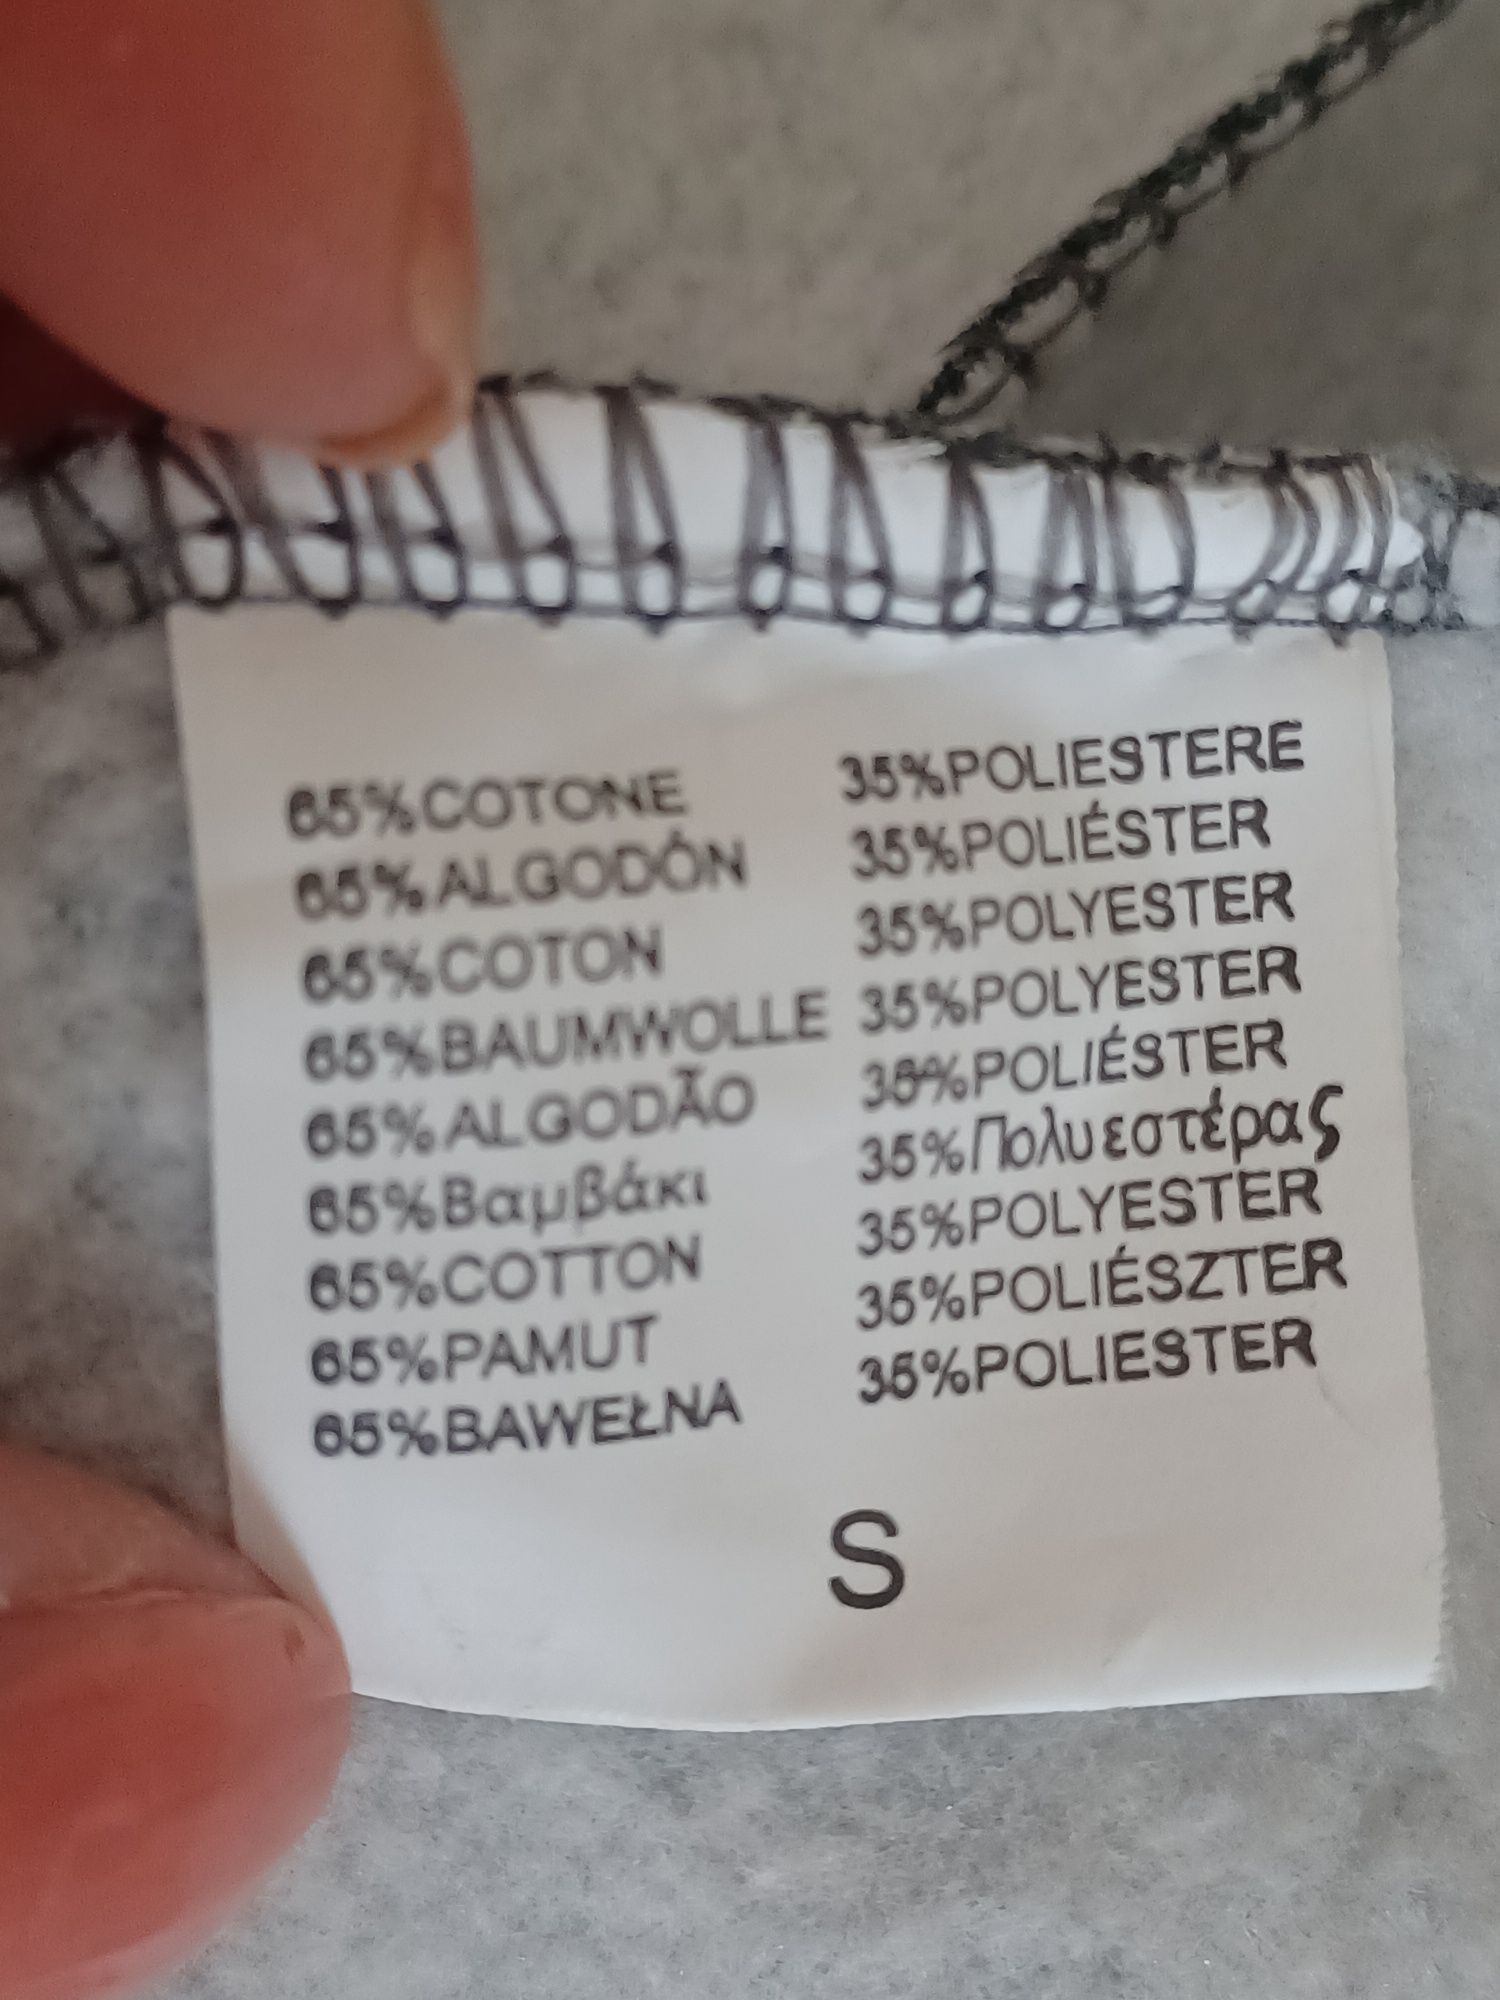 65%COTONE 35%POLIESTERE
65%ALGODÓN 35%POLIÉSTER
65%COTON 35%POLYESTER
65%BAUMWOLLE 35%POLYESTER
65%ALGODÃO 35%POLIÉSTER
65%Βαμβάκι 35%Πολυεστέρας
65%COTTON 35%POLYESTER
65%PAMUT 35%POLIÉSZTER
65%BAWEŁNA 35%POLIESTER
S